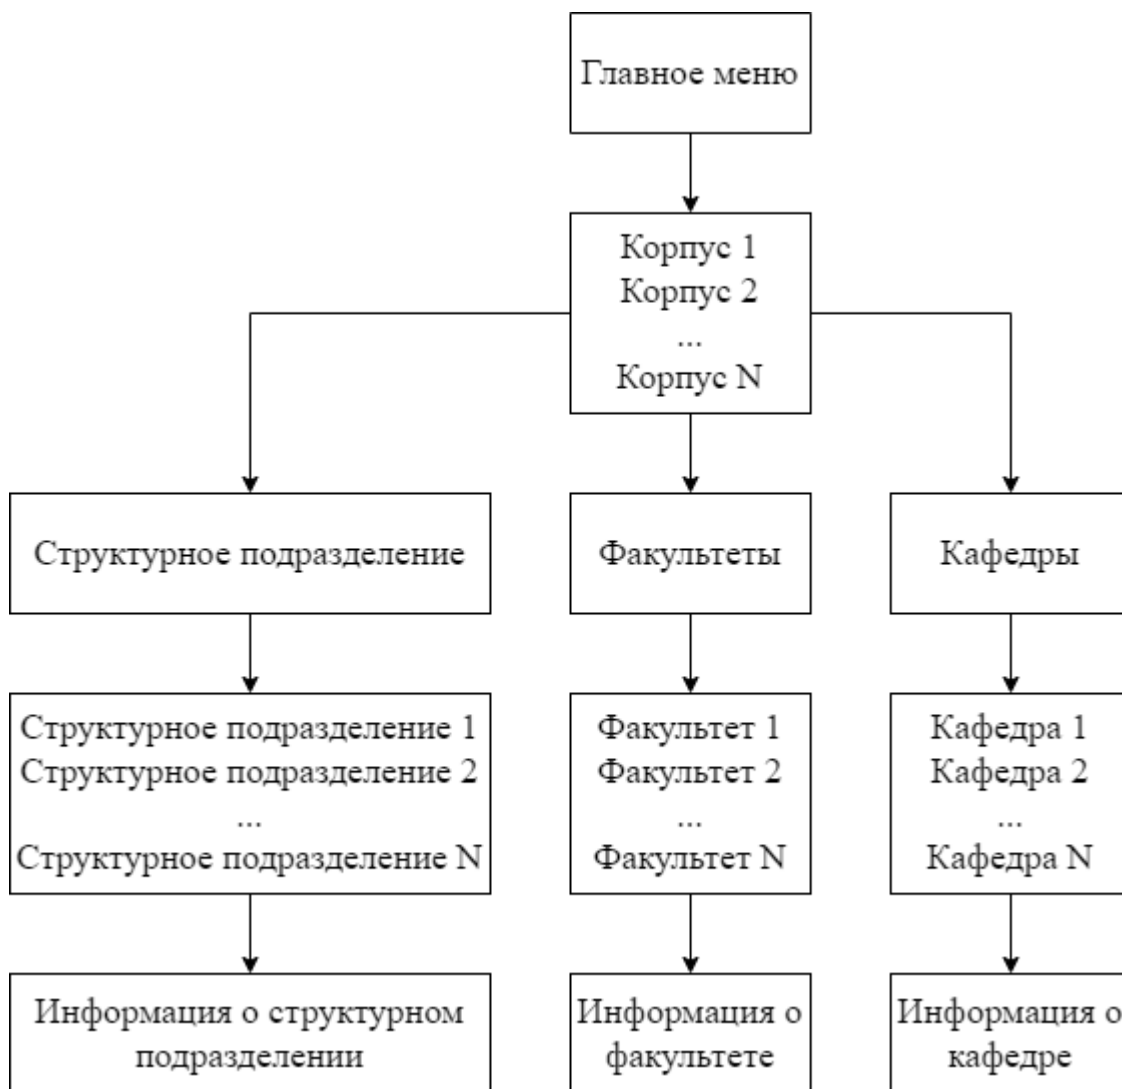 Главное меню
Корпус 1
Корпус 2
...
Корпус N
Структурное подразделение
Факультеты
Кафедры
Структурное подразделение 1
Структурное подразделение 2
...
Структурное подразделение N
Факультет 1
Факультет 2
...
Факультет N
Кафедра 1
Кафедра 2
...
Кафедра N
Информация о структурном
подразделении
Информация о
факультете
Информация о
кафедре